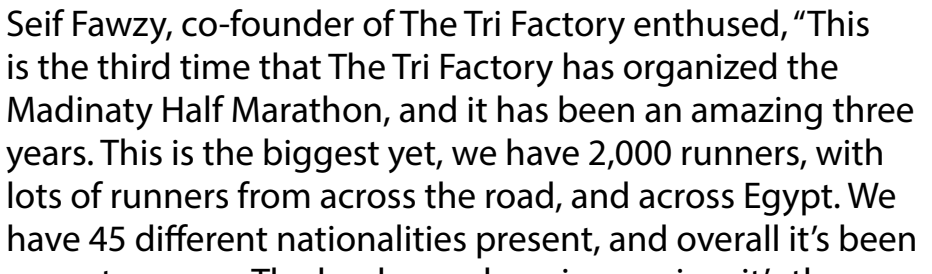 Seif Fawzy, co-founder of The Tri Factory enthused, “This
is the third time that The Tri Factory has organized the
Madinaty Half Marathon, and it has been an amazing three
years. This is the biggest yet, we have 2,000 runners, with
lots of runners from across the road, and across Egypt. We
have 45 different nationalities present, and overall it’s been